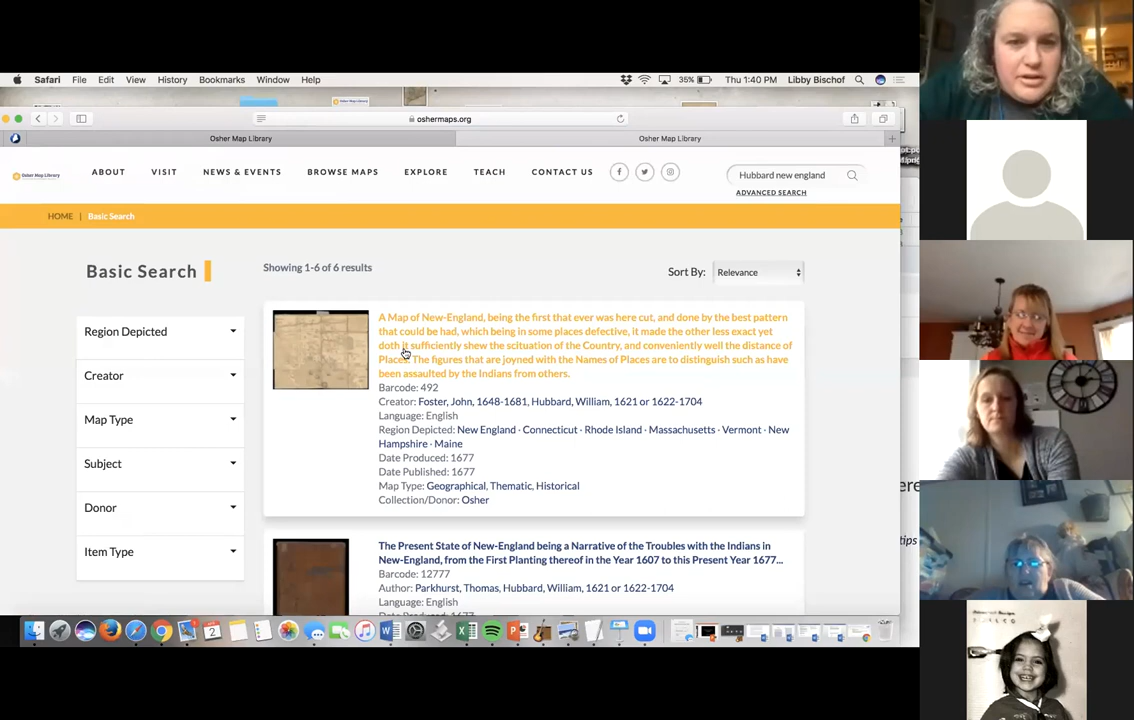 Safari File Edit View History Bookmarks Window Help 35% Thu 1:40 PM Libby Bischof
oshermaps.org
Osher Map Library Osher Map Library
Osher Map Library ABOUT VISIT NEWS & EVENTS BROWSE MAPS EXPLORE TEACH CONTACT US Hubbard new england
ADVANCED SEARCH
HOME | Basic Search
Basic Search Showing 1-6 of 6 results Sort By: Relevance
Region Depicted
Creator
Map Type
Subject
Donor
Item Type
A Map of New-England, being the first that ever was here cut, and done by the best pattern
that could be had, which being in some places defective, it made the other less exact yet
doth it sufficiently shew the scituation of the Country, and conveniently well the distance of
Places. The figures that are joyned with the Names of Places are to distinguish such as have
been assaulted by the Indians from others.
Barcode: 492
Creator: Foster, John, 1648-1681, Hubbard, William, 1621 or 1622-1704
Language: English
Region Depicted: New England · Connecticut · Rhode Island · Massachusetts · Vermont · New
Hampshire · Maine
Date Produced: 1677
Date Published: 1677
Map Type: Geographical, Thematic, Historical
Collection/Donor: Osher
The Present State of New-England being a Narrative of the Troubles with the Indians in
New-England, from the First Planting thereof in the Year 1607 to this Present Year 1677...
Barcode: 12777
Author: Parkhurst, Thomas, Hubbard, William, 1621 or 1622-1704
Language: English
ere
tips
2